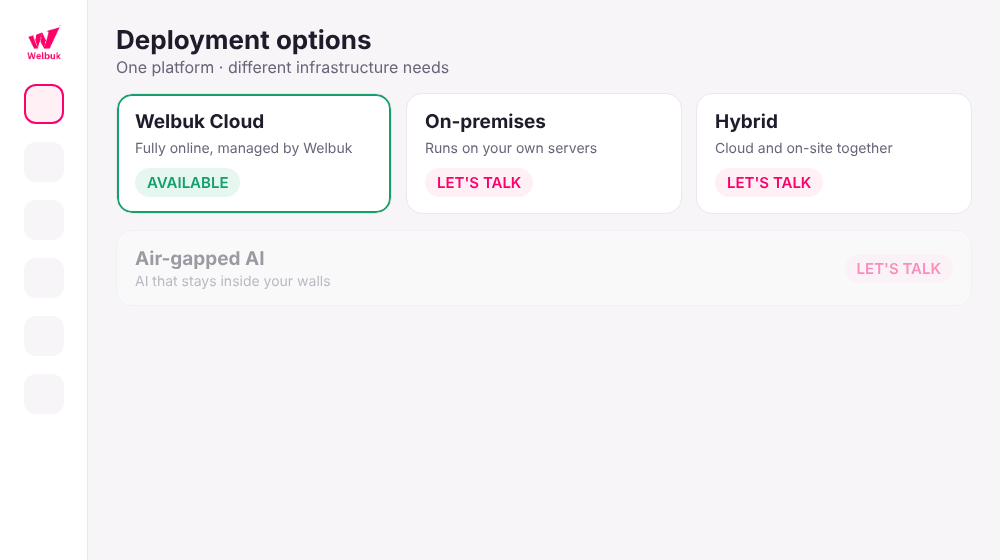 Welbuk
Deployment options
One platform · different infrastructure needs
Welbuk Cloud
Fully online, managed by Welbuk
AVAILABLE
On-premises
Runs on your own servers
LET'S TALK
Hybrid
Cloud and on-site together
LET'S TALK
Air-gapped AI
AI that stays inside your walls
LET'S TALK